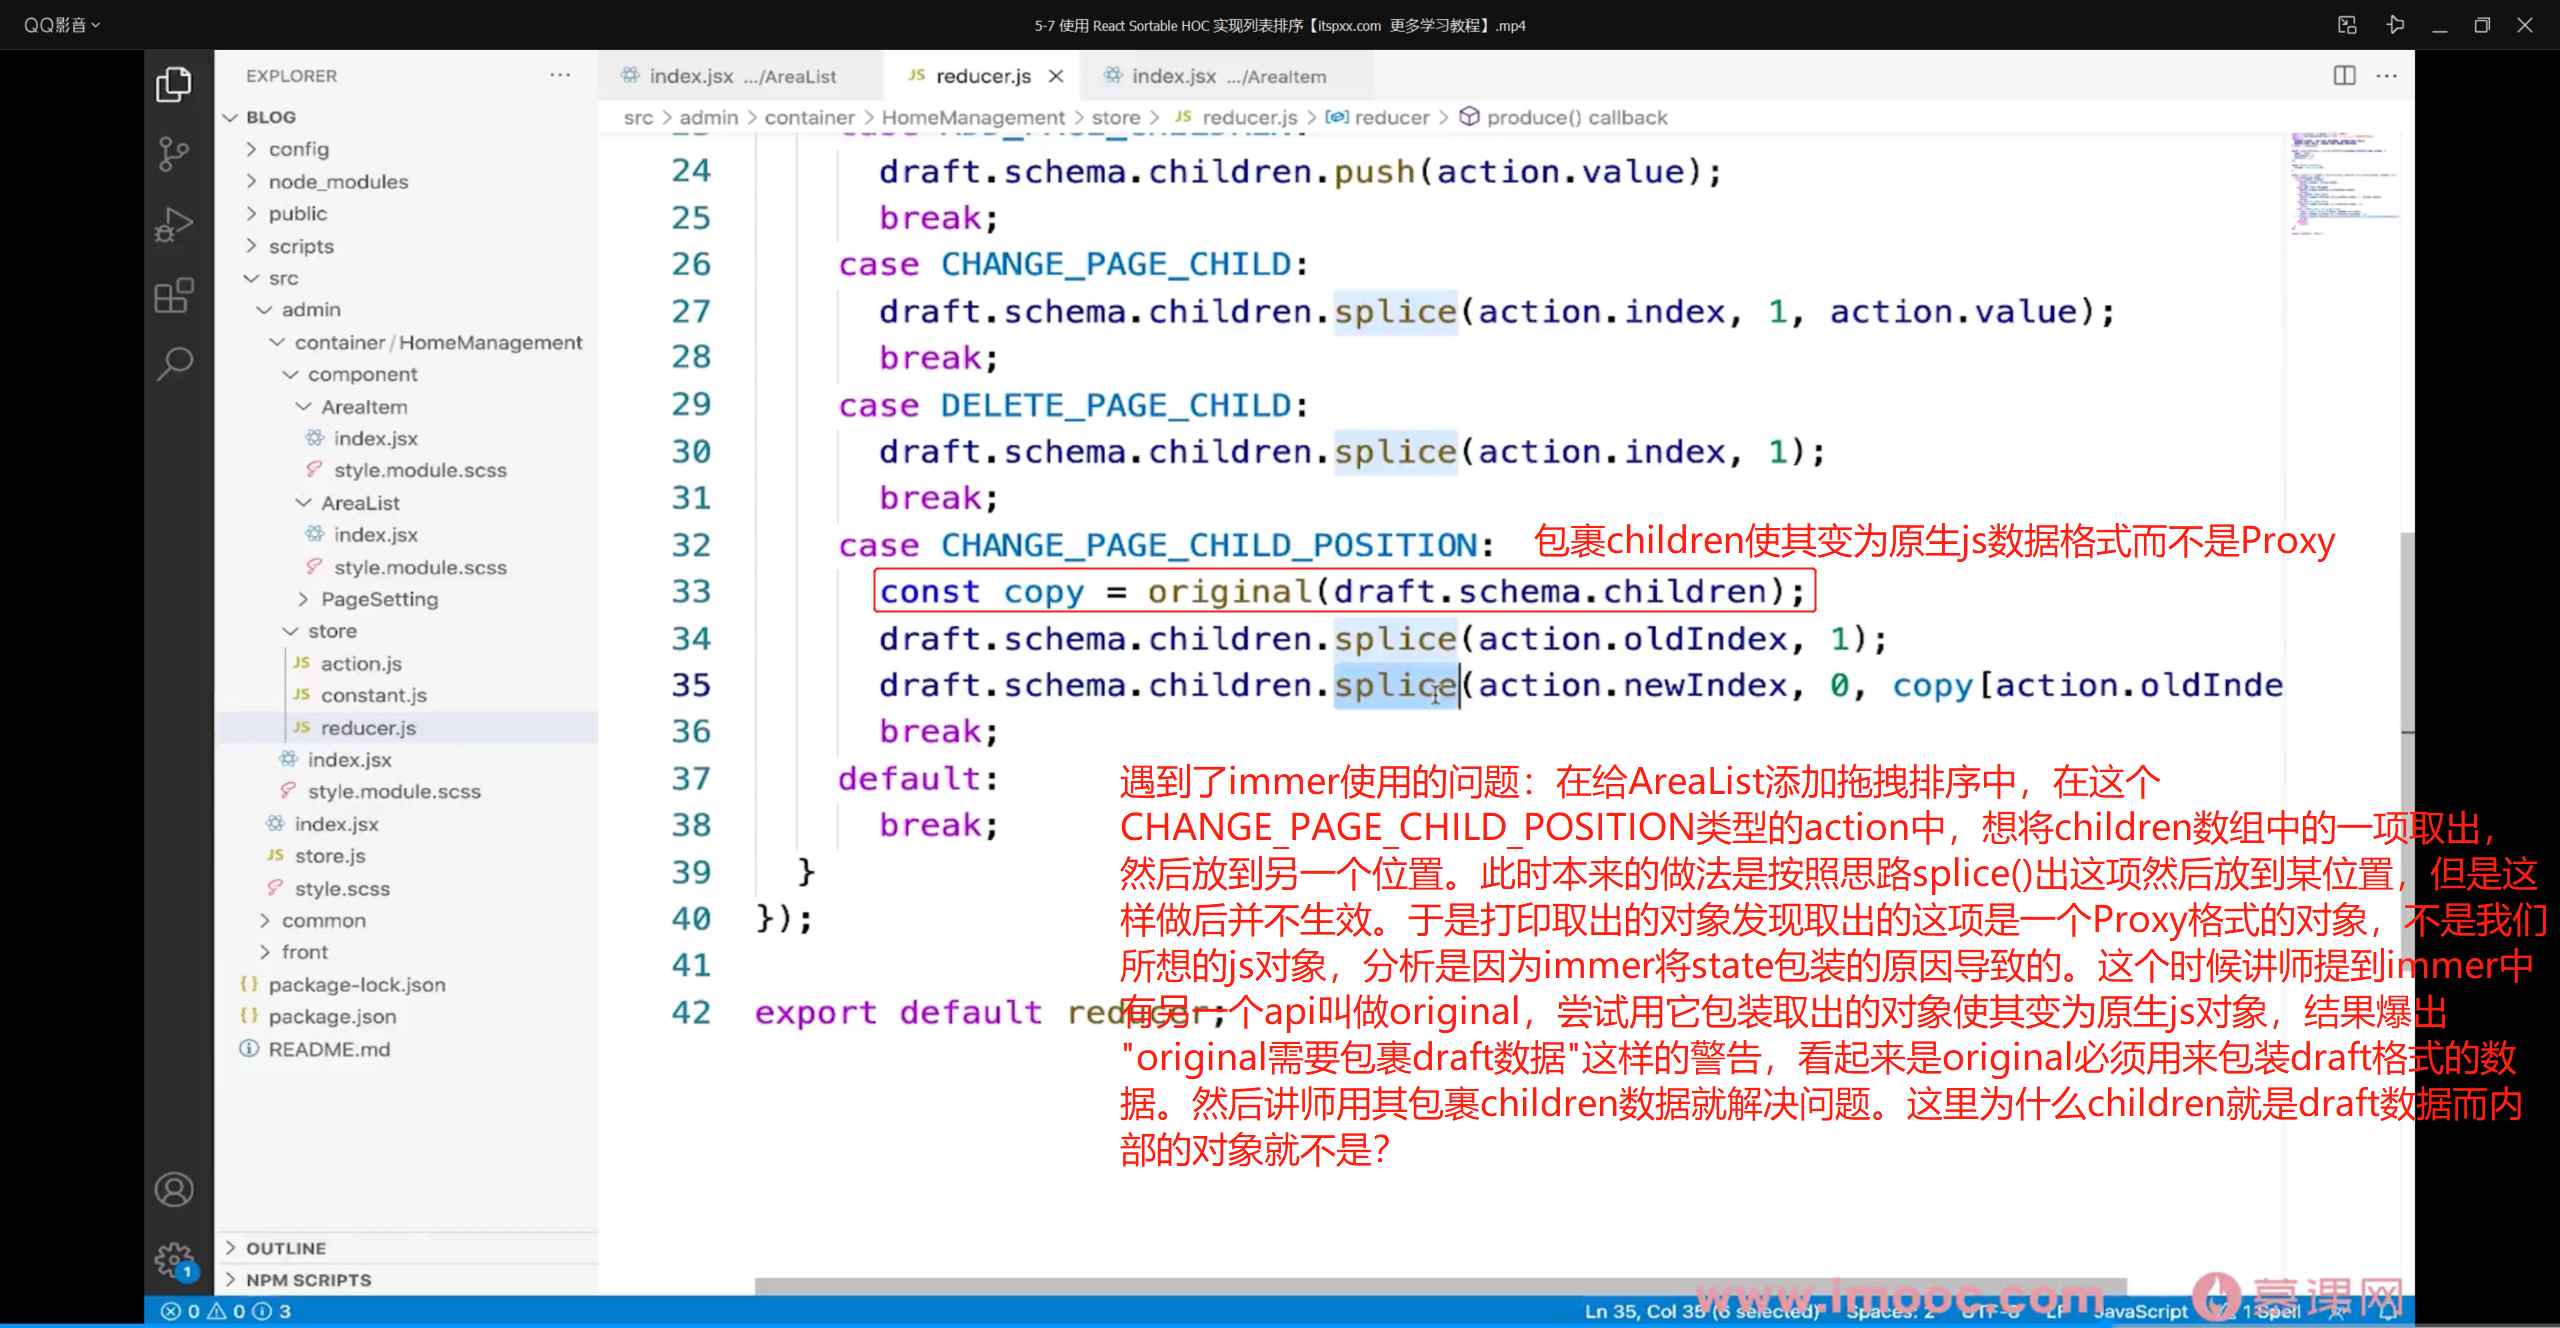 QQ影音
5-7 使用 React Sortable HOC 实现列表排序【itspxx.com 更多学习教程】.mp4
EXPLORER
BLOG
config
node_modules
public
scripts
src
admin
container/HomeManagement
component
AreaItem
index.jsx
style.module.scss
AreaList
index.jsx
style.module.scss
PageSetting
store
JS action.js
JS constant.js
JS reducer.js
index.jsx
style.module.scss
index.jsx
JS store.js
style.scss
common
front
{} package-lock.json
{} package.json
README.md
OUTLINE
NPM SCRIPTS
index.jsx .../AreaList
JS reducer.js
index.jsx .../AreaItem
src > admin > container > HomeManagement > store > JS reducer.js > reducer > produce() callback
24 draft.schema.children.push(action.value);
25 break;
26 case CHANGE_PAGE_CHILD:
27 draft.schema.children.splice(action.index, 1, action.value);
28 break;
29 case DELETE_PAGE_CHILD:
30 draft.schema.children.splice(action.index, 1);
31 break;
32 case CHANGE_PAGE_CHILD_POSITION:
包裹children使其变为原生js数据格式而不是Proxy
33 const copy = original(draft.schema.children);
34 draft.schema.children.splice(action.oldIndex, 1);
35 draft.schema.children.splice(action.newIndex, 0, copy[action.oldInde
36 break;
37 default:
38 break;
39 }
40 });
41
42 export default reducer;
遇到了immer使用的问题：在给AreaList添加拖拽排序中，在这个
CHANGE_PAGE_CHILD_POSITION类型的action中，想将children数组中的一项取出，
然后放到另一个位置。此时本来的做法是按照思路splice()出这项然后放到某位置，但是这
样做后并不生效。于是打印取出的对象发现取出的这项是一个Proxy格式的对象，不是我们
所想的js对象，分析是因为immer将state包装的原因导致的。这个时候讲师提到immer中
有另一个api叫做original，尝试用它包装取出的对象使其变为原生js对象，结果爆出
"original需要包裹draft数据"这样的警告，看起来是original必须用来包装draft格式的数
据。然后讲师用其包裹children数据就解决问题。这里为什么children就是draft数据而内
部的对象就不是？
1
0 0 3
Ln 35, Col 35 (6 selected) Spaces: 2 UTF-8 LF JavaScript 1 Spell
www.imooc.com 慕课网